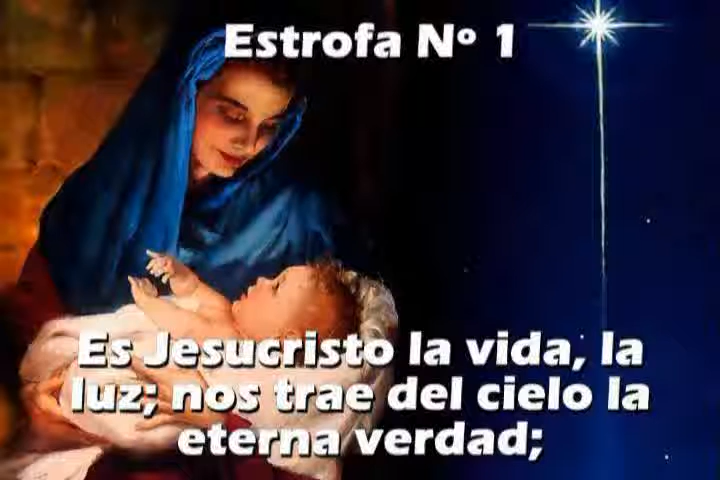 Estrofa Nº 1
Es Jesucristo la vida, la
luz; nos trae del cielo la
eterna verdad;